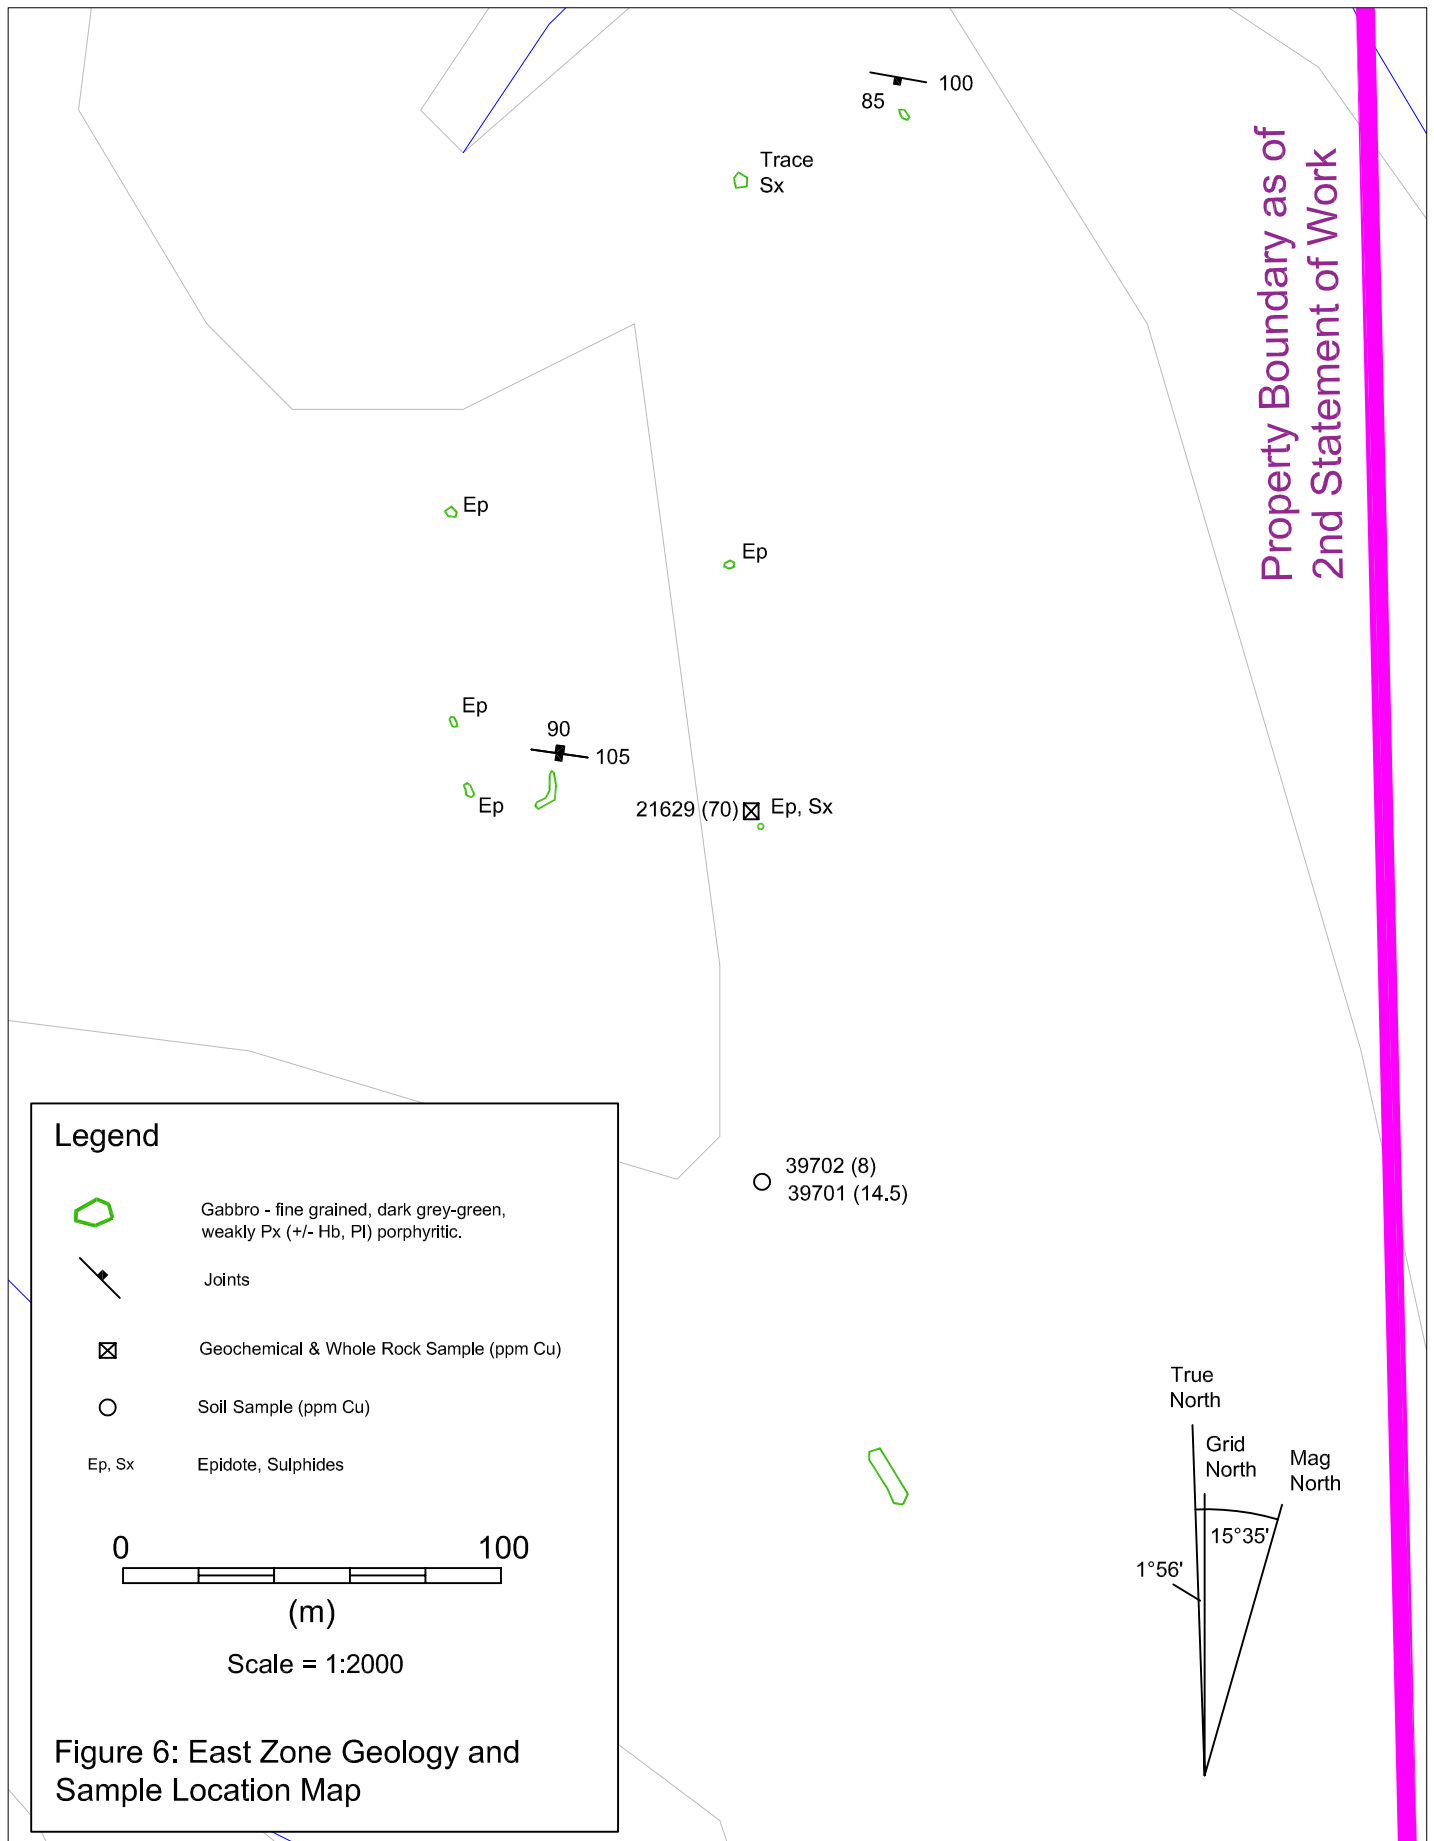 100
85
Trace
Sx
Property Boundary as of
2nd Statement of Work
Ep
Ep
Ep
90
105
Ep
21629 (70)
Ep, Sx
39702 (8)
39701 (14.5)
Legend
Gabbro - fine grained, dark grey-green,
weakly Px (+/- Hb, Pl) porphyritic.
Joints
Geochemical & Whole Rock Sample (ppm Cu)
Soil Sample (ppm Cu)
Ep, Sx
Epidote, Sulphides
0
100
(m)
Scale = 1:2000
Figure 6: East Zone Geology and
Sample Location Map
True
North
Grid
North
Mag
North
15°35'
1°56'